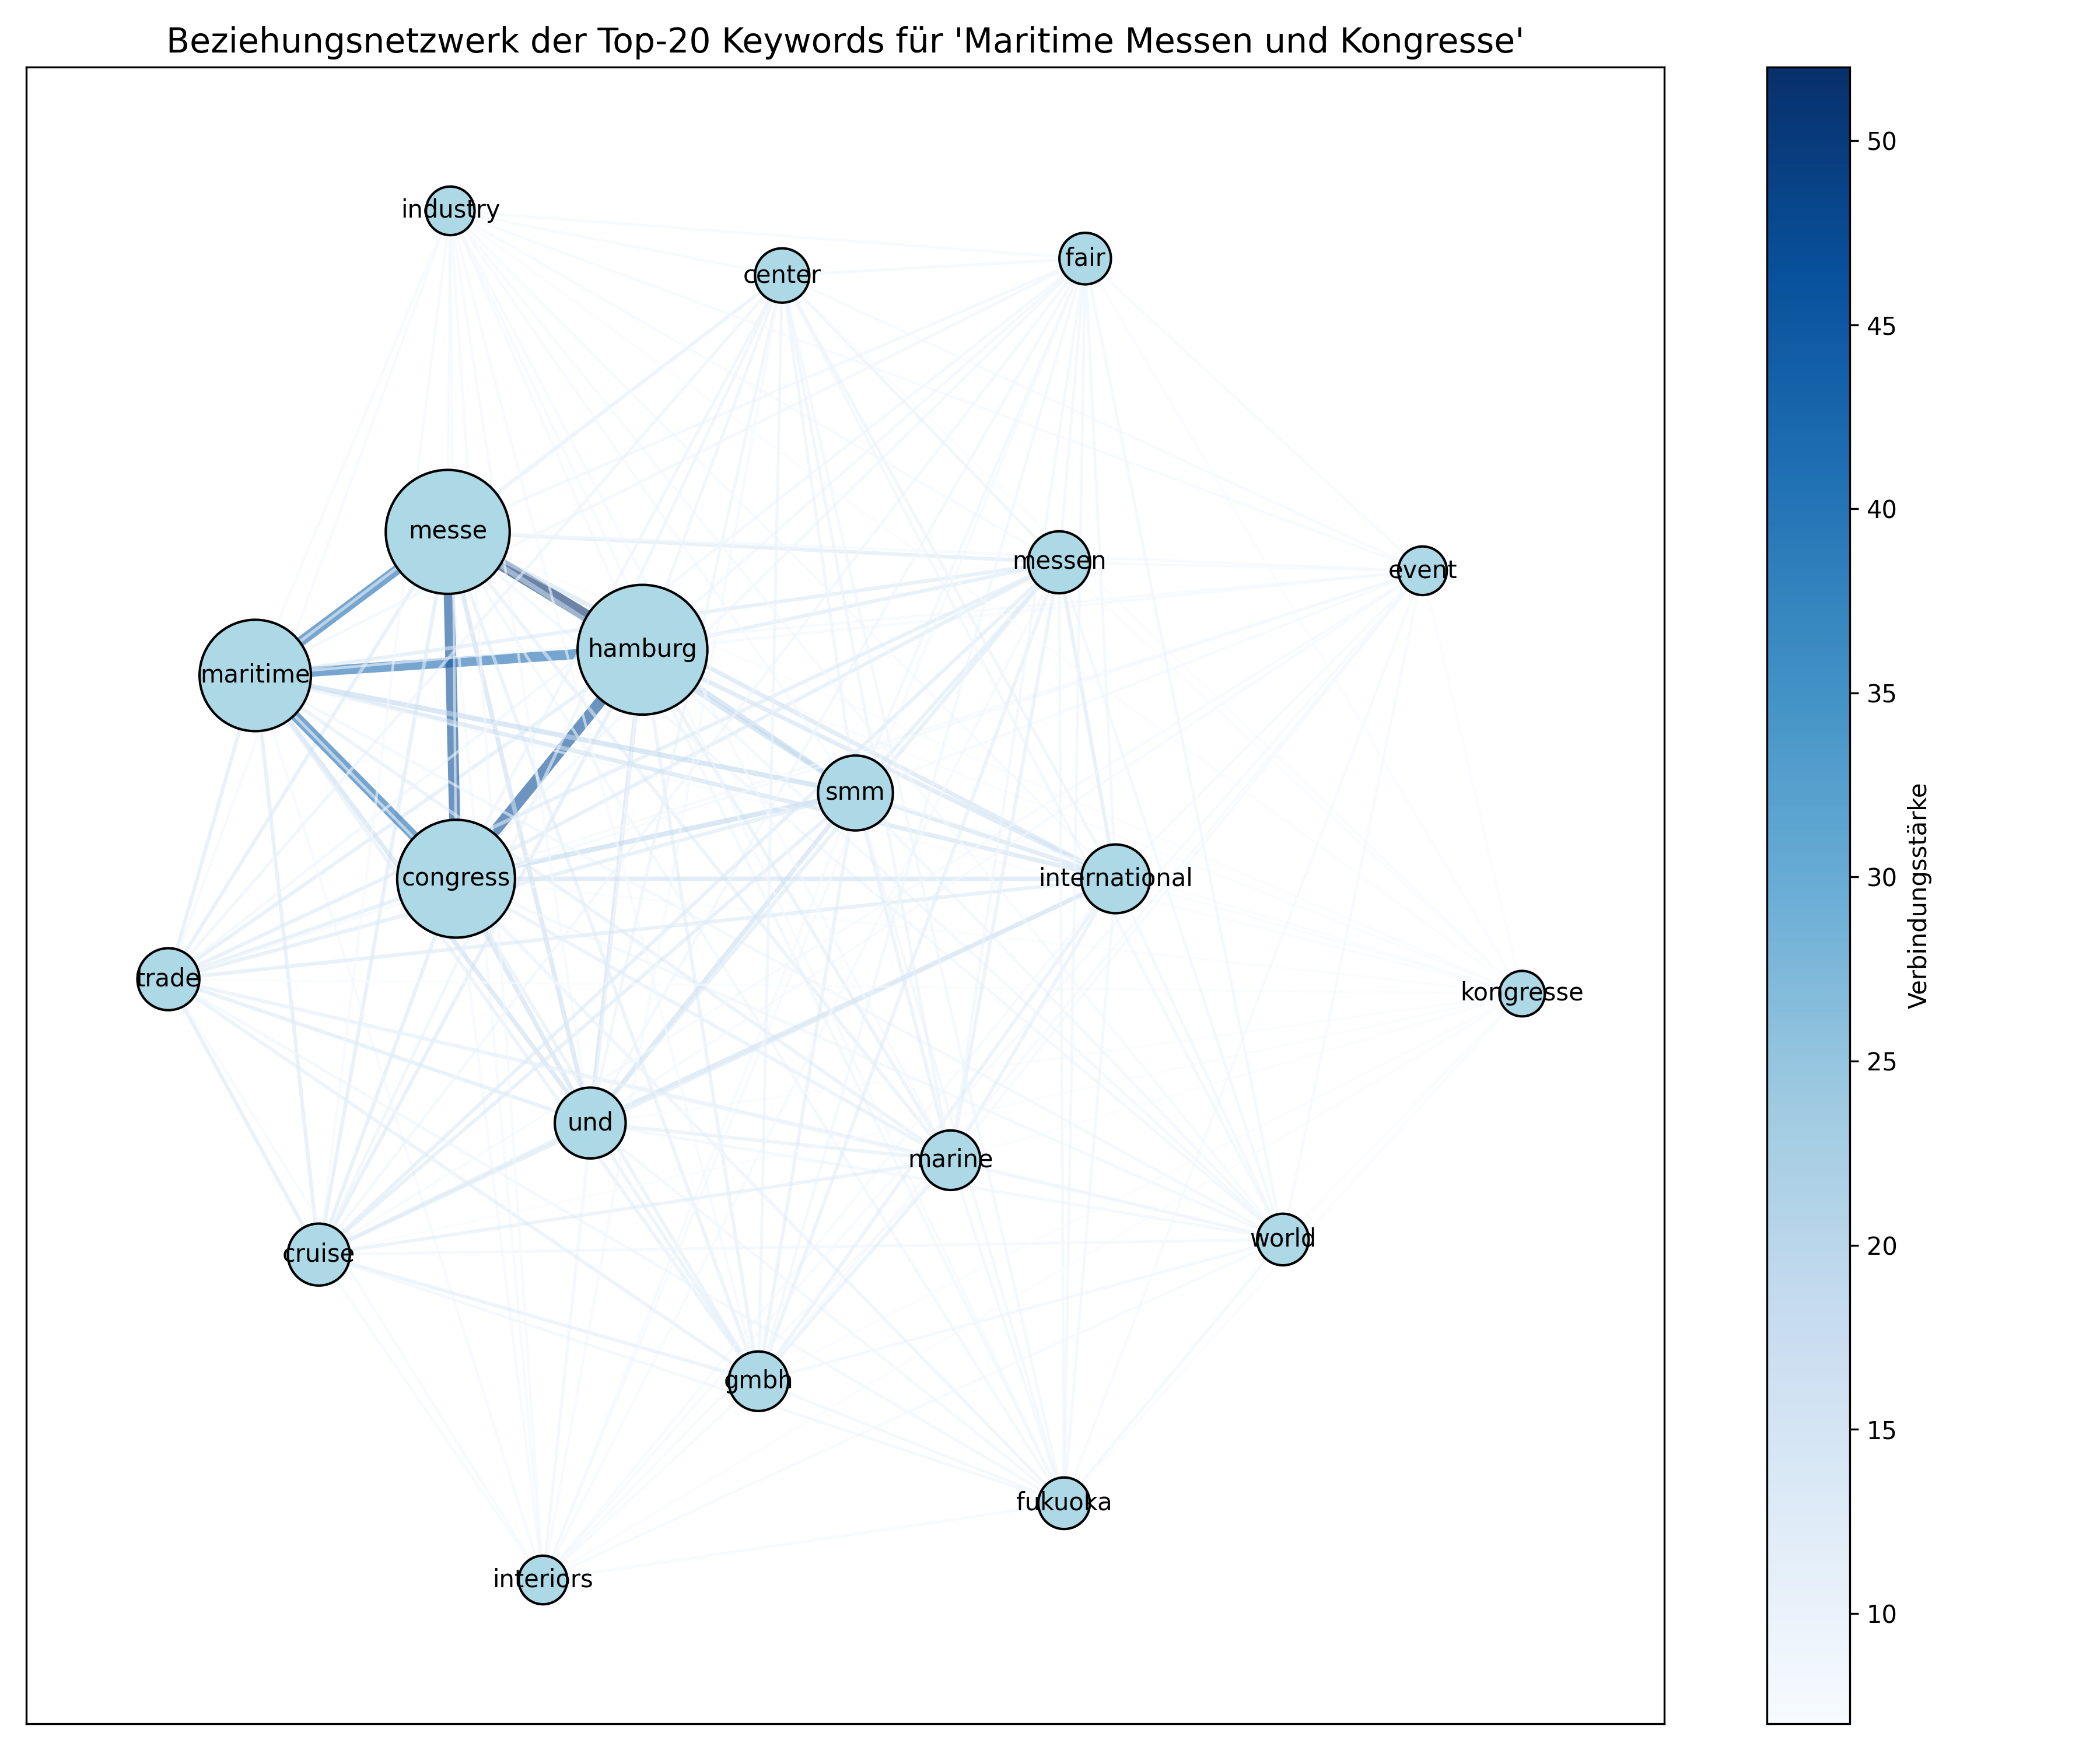 Beziehungsnetzwerk der Top-20 Keywords für 'Maritime Messen und Kongresse'
industry
center
fair
messe
messen
event
hamburg
maritime
smm
congress
international
trade
kongresse
und
marine
world
cruise
gmbh
fukuoka
interiors
50
45
40
35
30
25
20
15
10
Verbindungsstärke